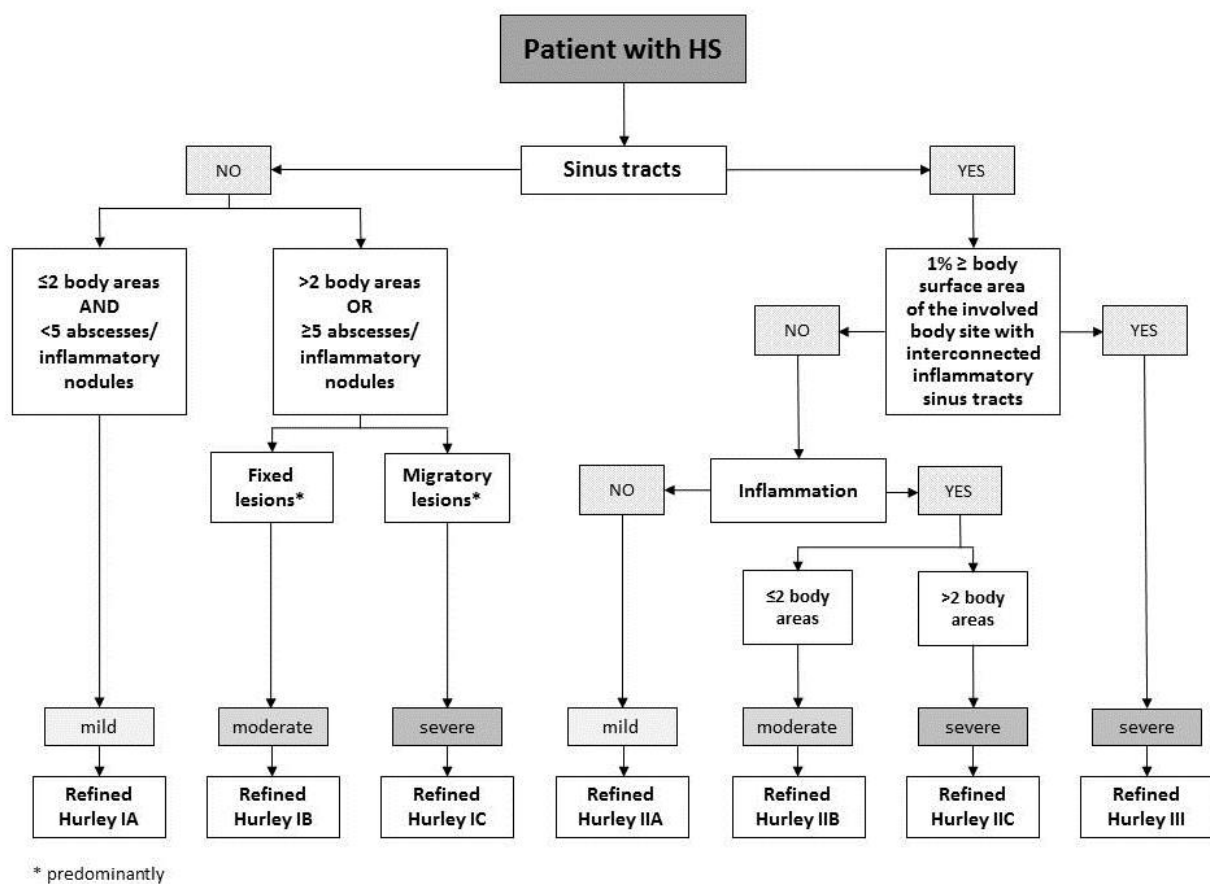 Patient with HS
NO
Sinus tracts
YES
≤2 body areas
AND
<5 abscesses/
inflammatory
nodules
>2 body areas
OR
≥5 abscesses/
inflammatory
nodules
1% ≥ body
surface area
of the involved
body site with
interconnected
inflammatory
sinus tracts
NO
YES
Fixed
lesions*
Migratory
lesions*
NO
Inflammation
YES
≤2 body
areas
>2 body
areas
mild
moderate
severe
mild
moderate
severe
severe
Refined
Hurley IA
Refined
Hurley IB
Refined
Hurley IC
Refined
Hurley IIA
Refined
Hurley IIB
Refined
Hurley IIC
Refined
Hurley III
* predominantly